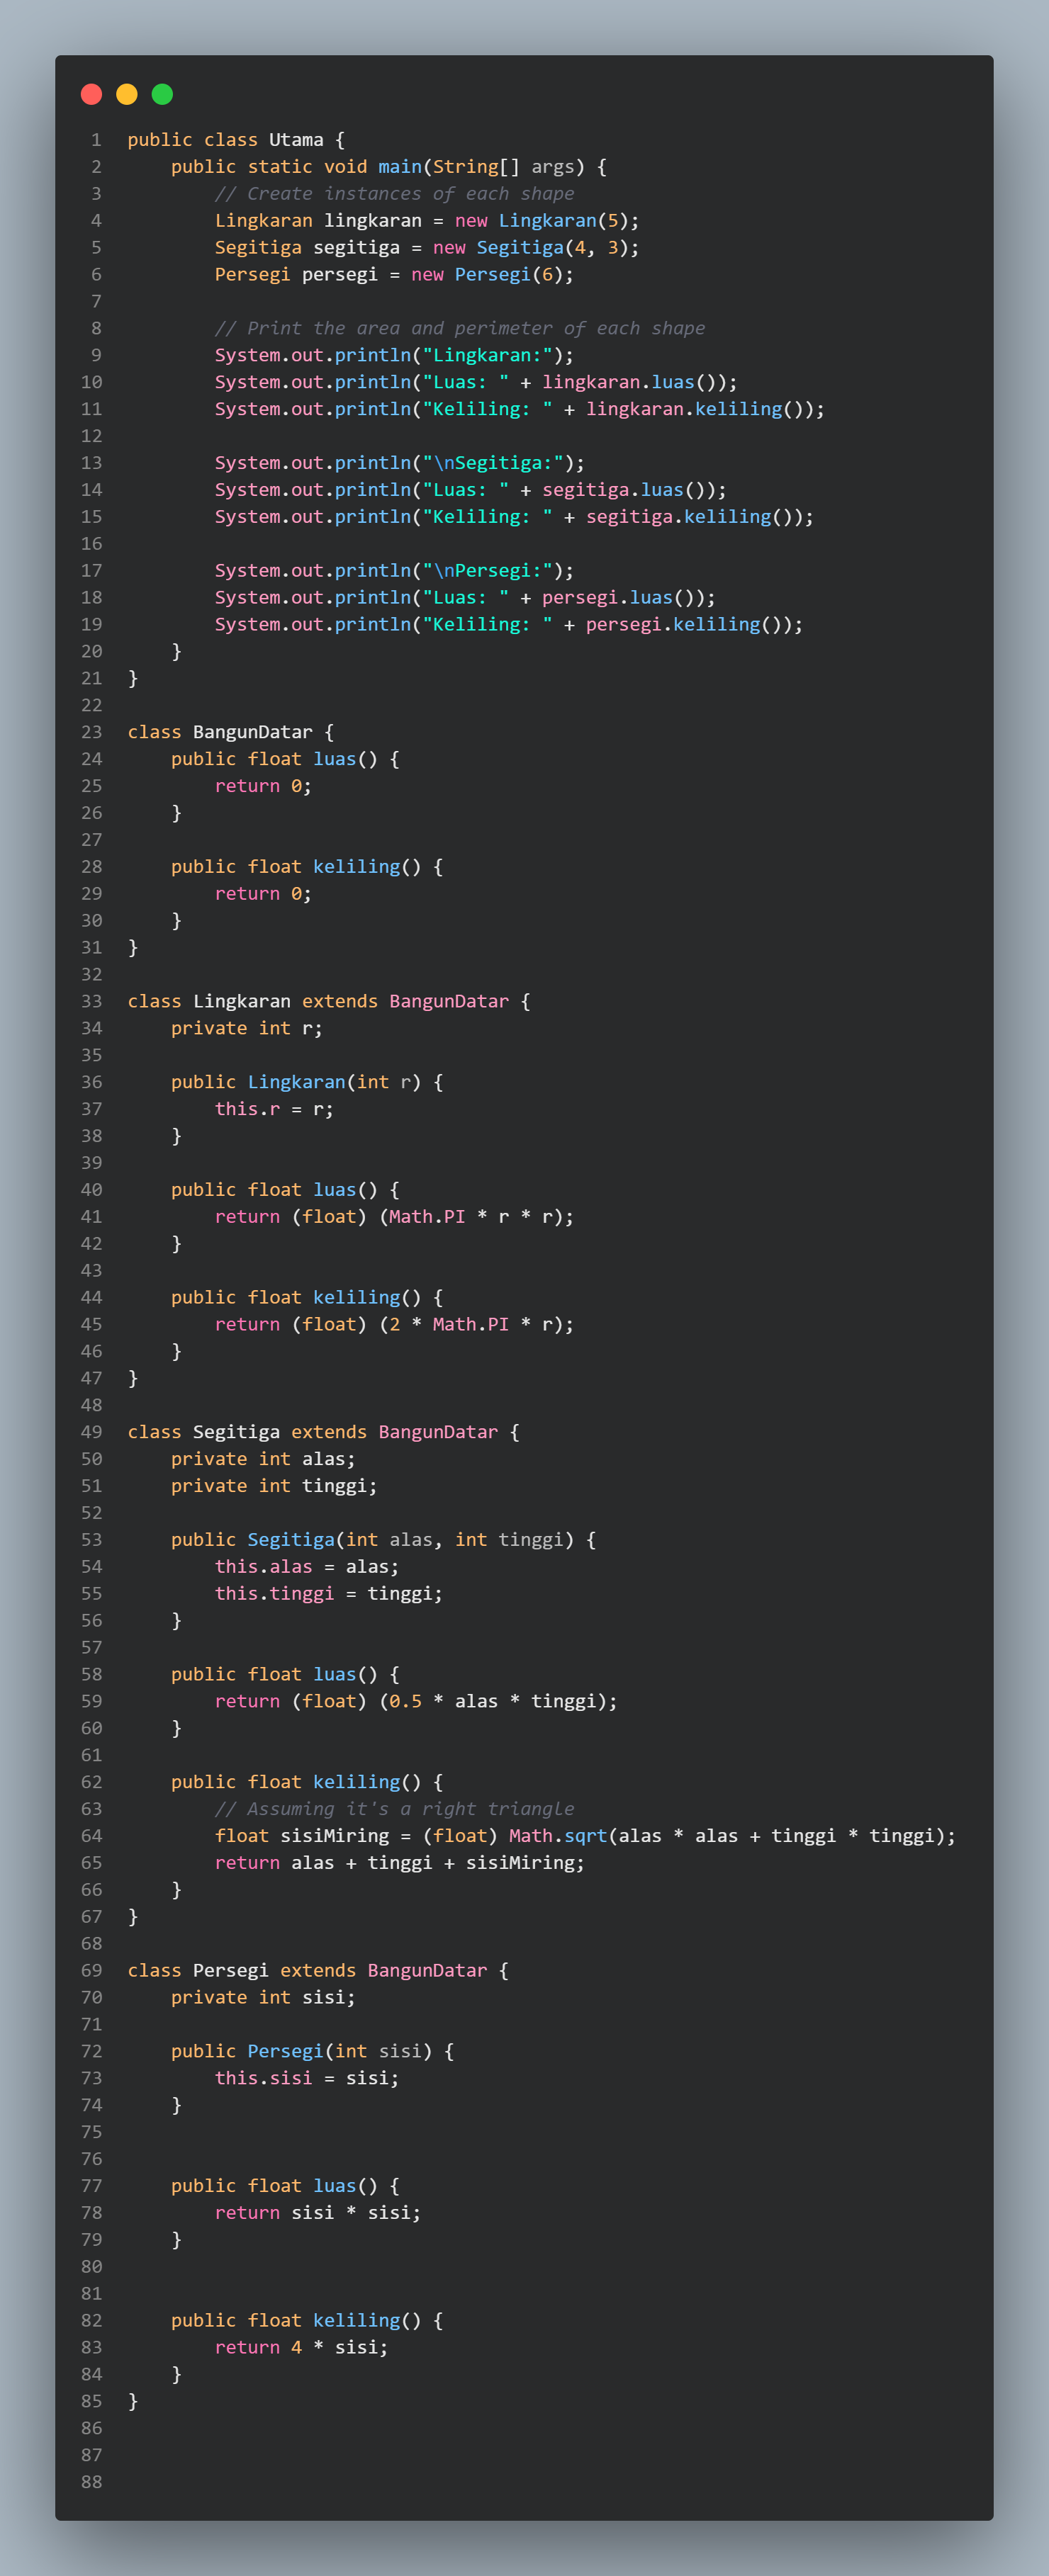 1 public class Utama {
2     public static void main(String[] args) {
3         // Create instances of each shape
4         Lingkaran lingkaran = new Lingkaran(5);
5         Segitiga segitiga = new Segitiga(4, 3);
6         Persegi persegi = new Persegi(6);
7
8         // Print the area and perimeter of each shape
9         System.out.println("Lingkaran:");
10         System.out.println("Luas: " + lingkaran.luas());
11         System.out.println("Keliling: " + lingkaran.keliling());
12
13         System.out.println("\nSegitiga:");
14         System.out.println("Luas: " + segitiga.luas());
15         System.out.println("Keliling: " + segitiga.keliling());
16
17         System.out.println("\nPersegi:");
18         System.out.println("Luas: " + persegi.luas());
19         System.out.println("Keliling: " + persegi.keliling());
20     }
21 }
22
23 class BangunDatar {
24     public float luas() {
25         return 0;
26     }
27
28     public float keliling() {
29         return 0;
30     }
31 }
32
33 class Lingkaran extends BangunDatar {
34     private int r;
35
36     public Lingkaran(int r) {
37         this.r = r;
38     }
39
40     public float luas() {
41         return (float) (Math.PI * r * r);
42     }
43
44     public float keliling() {
45         return (float) (2 * Math.PI * r);
46     }
47 }
48
49 class Segitiga extends BangunDatar {
50     private int alas;
51     private int tinggi;
52
53     public Segitiga(int alas, int tinggi) {
54         this.alas = alas;
55         this.tinggi = tinggi;
56     }
57
58     public float luas() {
59         return (float) (0.5 * alas * tinggi);
60     }
61
62     public float keliling() {
63         // Assuming it's a right triangle
64         float sisiMiring = (float) Math.sqrt(alas * alas + tinggi * tinggi);
65         return alas + tinggi + sisiMiring;
66     }
67 }
68
69 class Persegi extends BangunDatar {
70     private int sisi;
71
72     public Persegi(int sisi) {
73         this.sisi = sisi;
74     }
75
76
77     public float luas() {
78         return sisi * sisi;
79     }
80
81
82     public float keliling() {
83         return 4 * sisi;
84     }
85 }
86
87
88